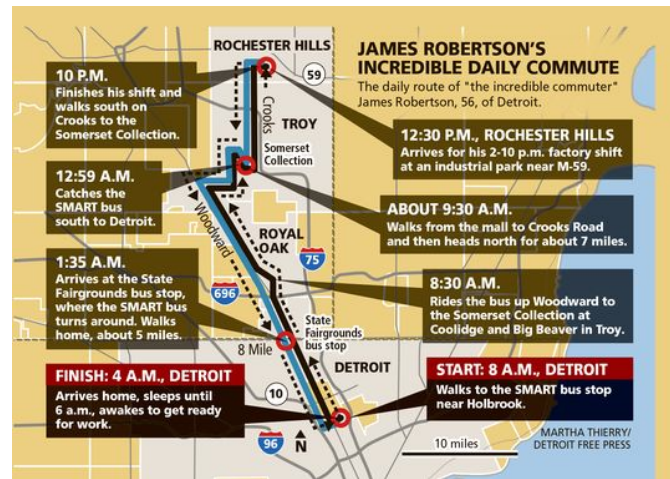 JAMES ROBERTSON'S
INCREDIBLE DAILY COMMUTE
The daily route of "the incredible commuter"
James Robertson, 56, of Detroit.
START: 8 A.M., DETROIT
Walks to the SMART bus stop
near Holbrook.
8:30 A.M.
Rides the bus up Woodward to
the Somerset Collection at
Coolidge and Big Beaver in Troy.
ABOUT 9:30 A.M.
Walks from the mall to Crooks Road
and then heads north for about 7 miles.
12:30 P.M., ROCHESTER HILLS
Arrives for his 2-10 p.m. factory shift
at an industrial park near M-59.
10 P.M.
Finishes his shift and
walks south on
Crooks to the
Somerset Collection.
12:59 A.M.
Catches the
SMART bus
south to Detroit.
1:35 A.M.
Arrives at the State
Fairgrounds bus stop,
where the SMART bus
turns around. Walks
home, about 5 miles.
FINISH: 4 A.M., DETROIT
Arrives home, sleeps until
6 a.m., awakes to get ready
for work.
ROCHESTER HILLS
59
Crooks
TROY
Somerset
Collection
Woodward
ROYAL
OAK
75
696
State
Fairgrounds
bus stop
8 Mile
DETROIT
10
96
N
10 miles
MARTHA THIERRY/
DETROIT FREE PRESS